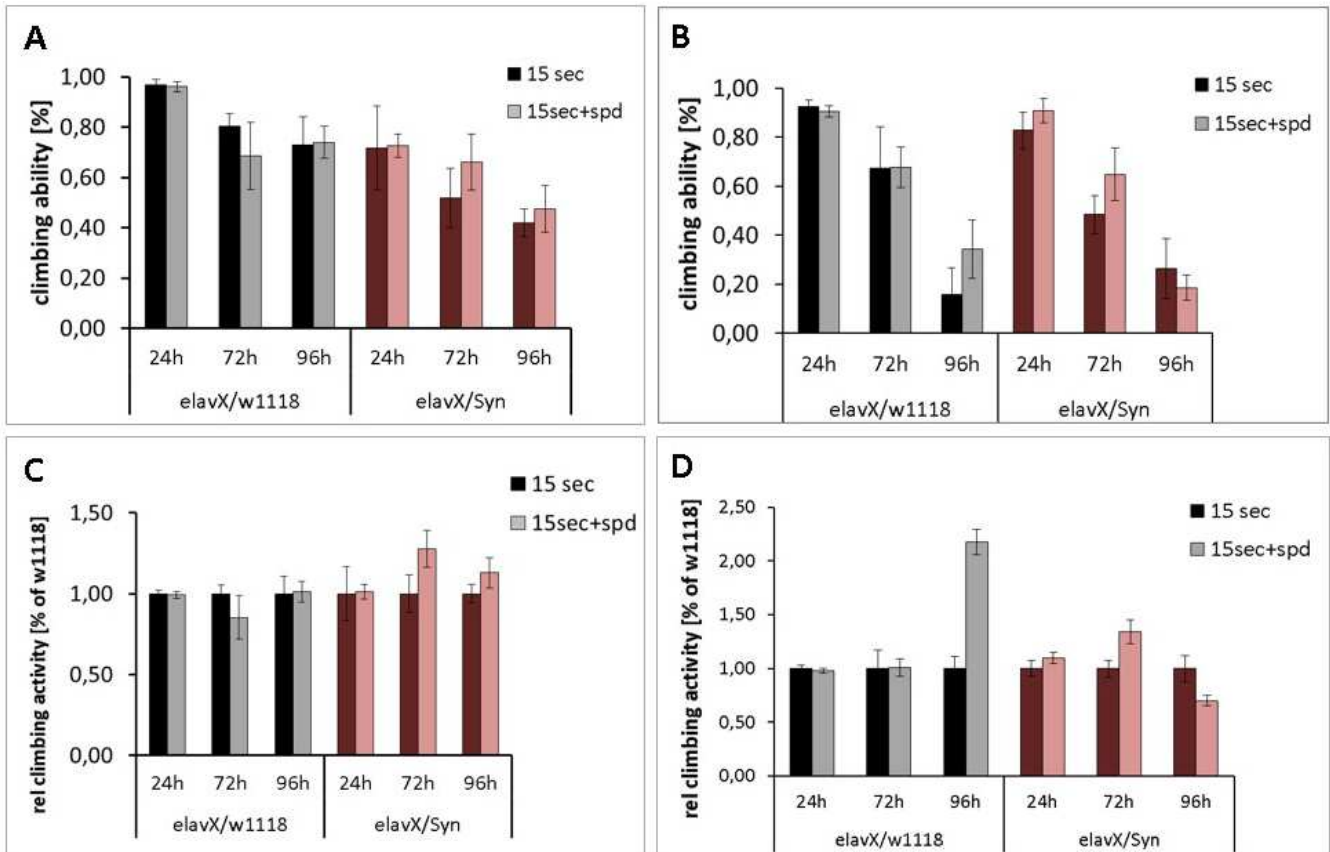 A
climbing ability [%]
1,00
0,80
0,60
0,40
0,20
0,00
15 sec
15sec+spd
24h 72h 96h 24h 72h 96h
elavX/w1118 elavX/Syn
B
climbing ability [%]
1,00
0,80
0,60
0,40
0,20
0,00
15 sec
15sec+spd
24h 72h 96h 24h 72h 96h
elavX/w1118 elavX/Syn
C
rel climbing activity [% of w1118]
1,50
1,00
0,50
0,00
15 sec
15sec+spd
24h 72h 96h 24h 72h 96h
elavX/w1118 elavX/Syn
D
rel climbing activity [% of w1118]
2,50
2,00
1,50
1,00
0,50
0,00
15 sec
15sec+spd
24h 72h 96h 24h 72h 96h
elavX/w1118 elavX/Syn